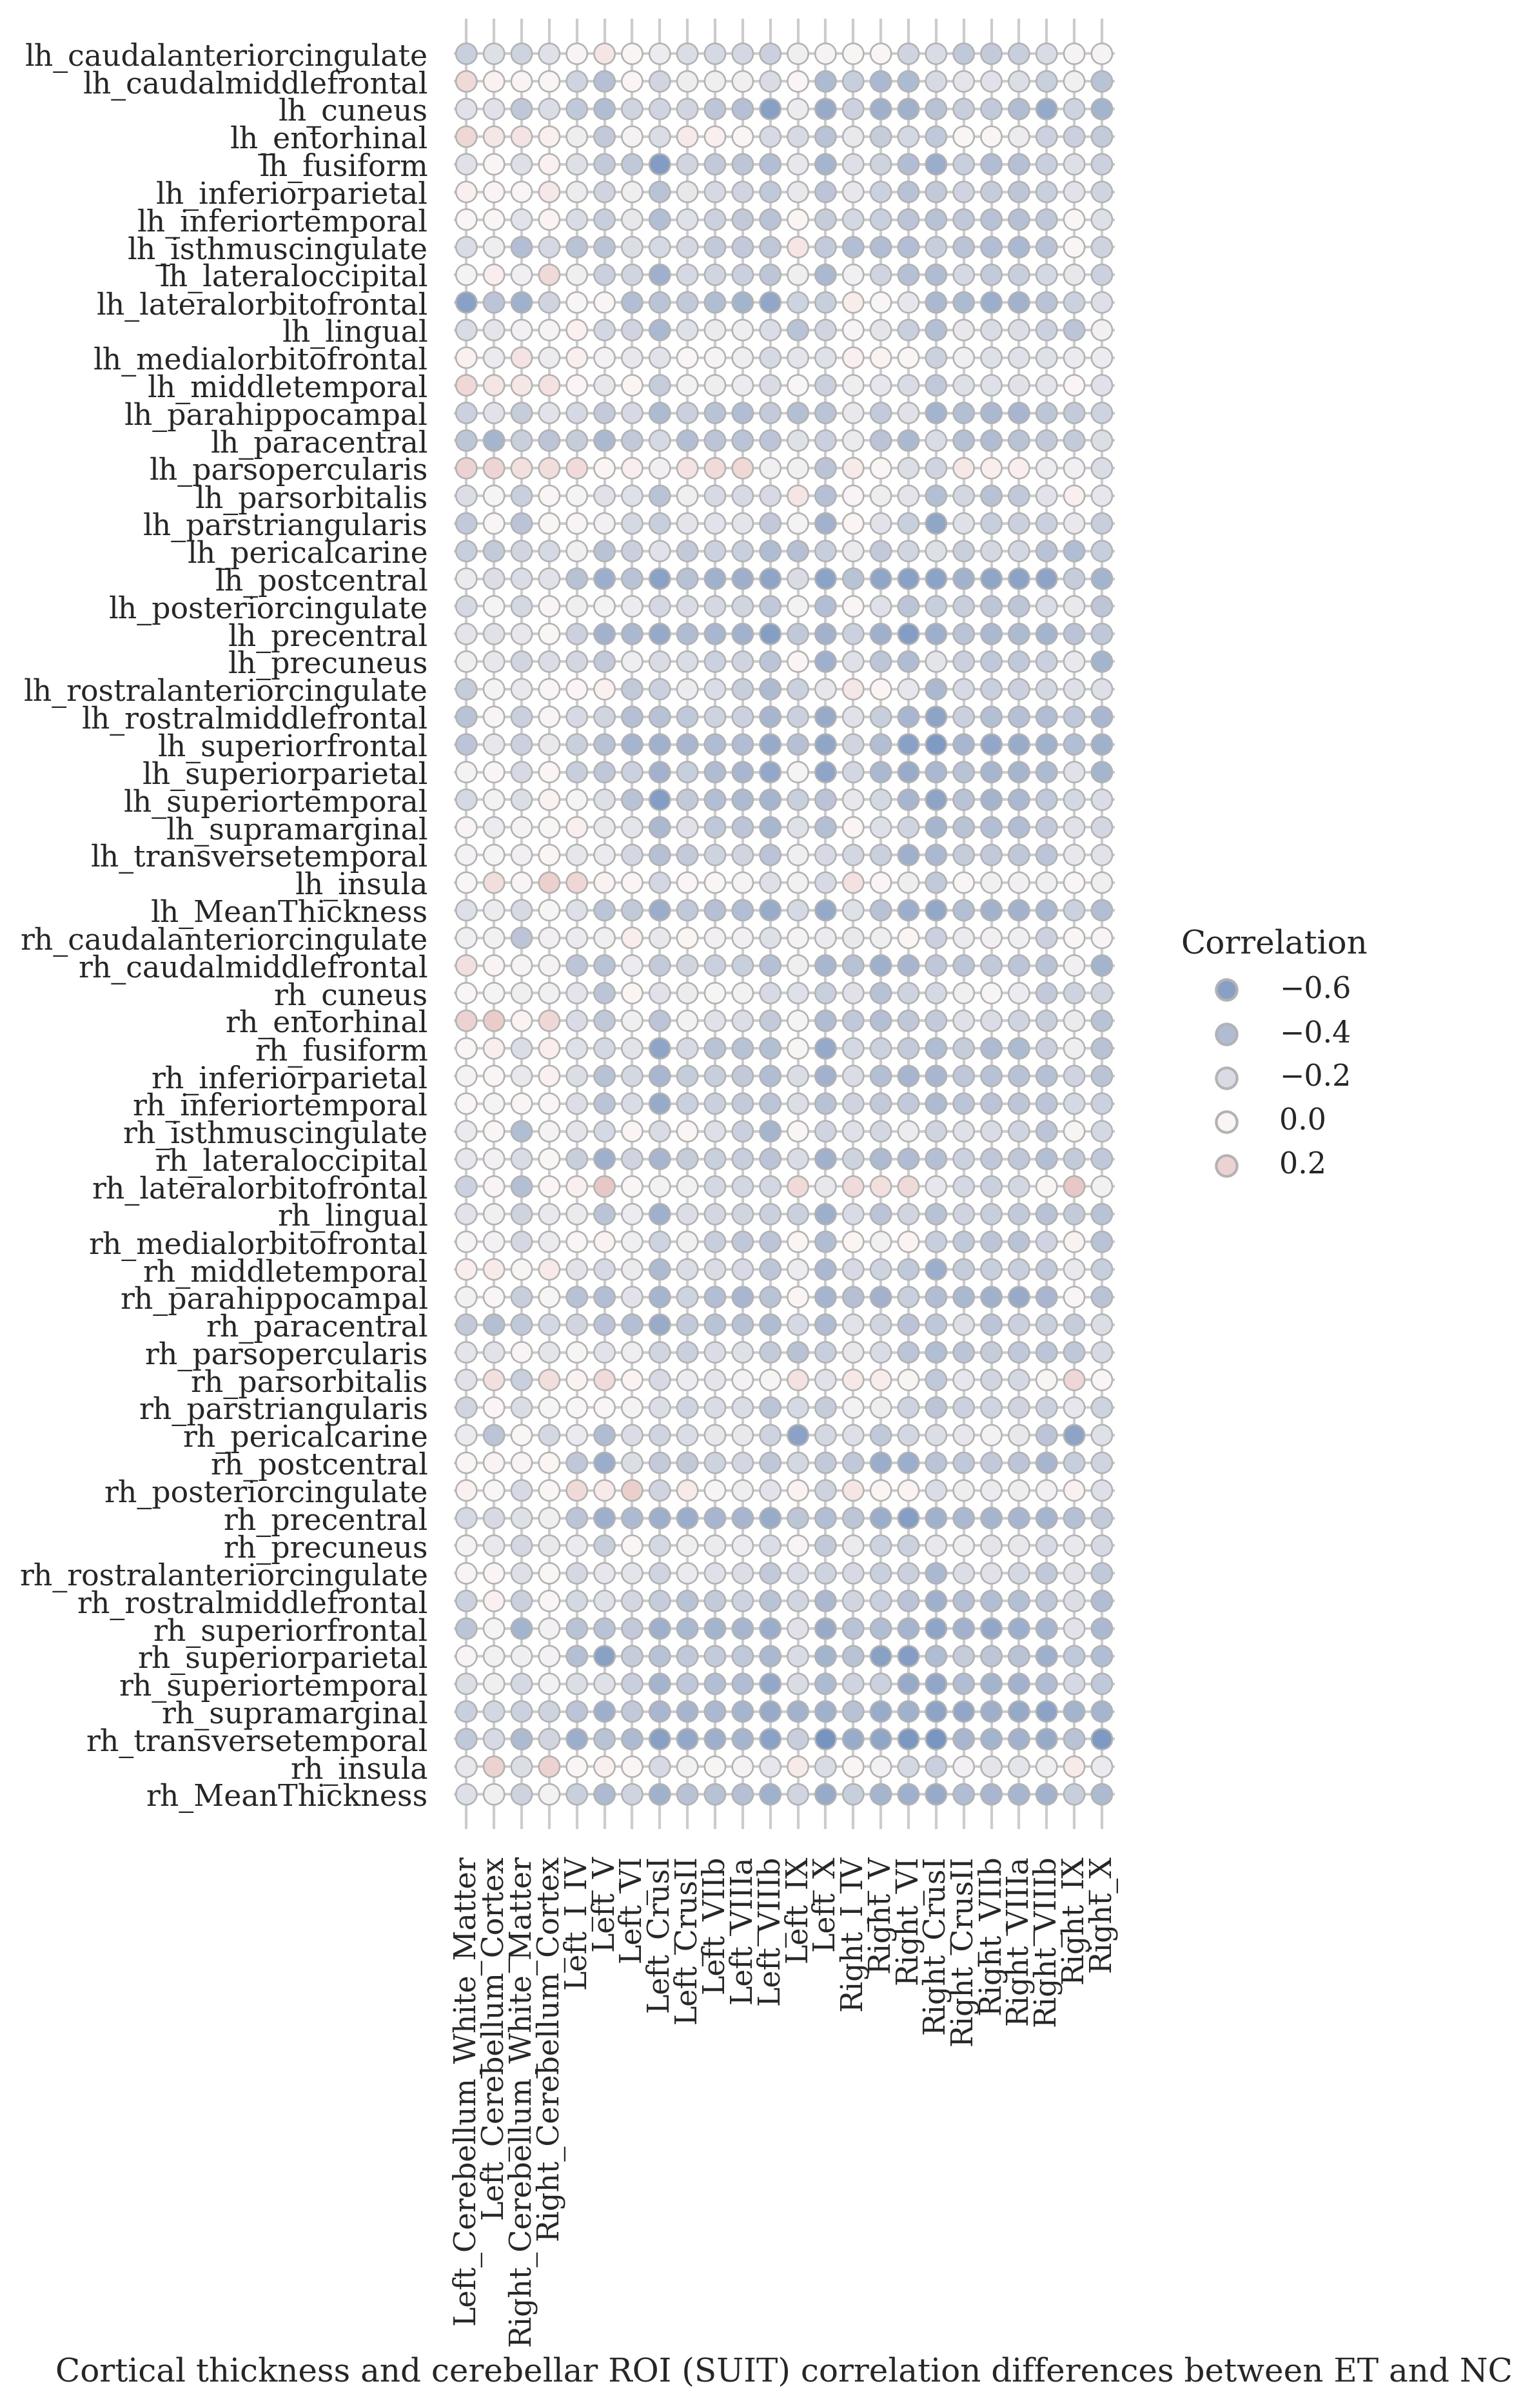 lh_caudalanteriorcingulate
lh_caudalmiddlefrontal
lh_cuneus
lh_entorhinal
lh_fusiform
lh_inferiorparietal
lh_inferiortemporal
lh_isthmuscingulate
lh_lateraloccipital
lh_lateralorbitofrontal
lh_lingual
lh_medialorbitofrontal
lh_middletemporal
lh_parahippocampal
lh_paracentral
lh_parsopercularis
lh_parsorbitalis
lh_parstriangularis
lh_pericalcarine
lh_postcentral
lh_posteriorcingulate
lh_precentral
lh_precuneus
lh_rostralanteriorcingulate
lh_rostralmiddlefrontal
lh_superiorfrontal
lh_superiorparietal
lh_superiortemporal
lh_supramarginal
lh_transversetemporal
lh_insula
lh_MeanThickness
rh_caudalanteriorcingulate
rh_caudalmiddlefrontal
rh_cuneus
rh_entorhinal
rh_fusiform
rh_inferiorparietal
rh_inferiortemporal
rh_isthmuscingulate
rh_lateraloccipital
rh_lateralorbitofrontal
rh_lingual
rh_medialorbitofrontal
rh_middletemporal
rh_parahippocampal
rh_paracentral
rh_parsopercularis
rh_parsorbitalis
rh_parstriangularis
rh_pericalcarine
rh_postcentral
rh_posteriorcingulate
rh_precentral
rh_precuneus
rh_rostralanteriorcingulate
rh_rostralmiddlefrontal
rh_superiorfrontal
rh_superiorparietal
rh_superiortemporal
rh_supramarginal
rh_transversetemporal
rh_insula
rh_MeanThickness
Correlation
−0.6
−0.4
−0.2
0.0
0.2
Left_Cerebellum_White_Matter
Left_Cerebellum_Cortex
Right_Cerebellum_White_Matter
Right_Cerebellum_Cortex
Left_I_IV
Left_V
Left_VI
Left_CrusI
Left_CrusII
Left_VIIb
Left_VIIIa
Left_VIIIb
Left_IX
Left_X
Right_I_IV
Right_V
Right_VI
Right_CrusI
Right_CrusII
Right_VIIb
Right_VIIIa
Right_VIIIb
Right_IX
Right_X
Cortical thickness and cerebellar ROI (SUIT) correlation differences between ET and NC